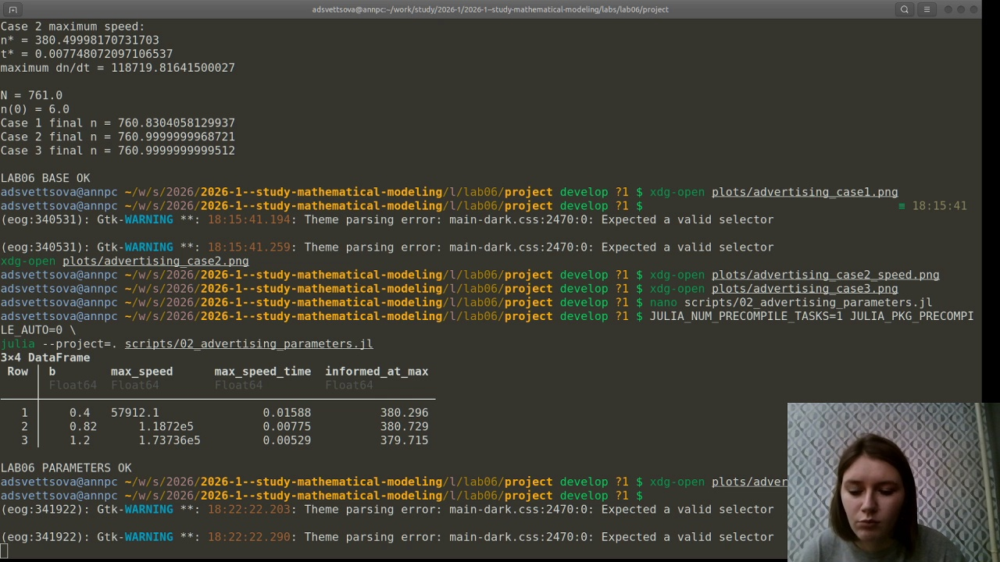 adsvettsova@annpc:~/work/study/2026-1/2026-1--study-mathematical-modeling/labs/lab06/project
Case 2 maximum speed:
n* = 380.49998170731703
t* = 0.0077480720971​06537
maximum dn/dt = 118719.81641500027
N = 761.0
n(0) = 6.0
Case 1 final n = 760.8304058129937
Case 2 final n = 760.9999999968721
Case 3 final n = 760.9999999999512
LAB06 BASE OK
adsvettsova@annpc ~/w/s/2026/2026-1--study-mathematical-modeling/l/lab06/project develop ?1 $ xdg-open plots/advertising_case1.png
adsvettsova@annpc ~/w/s/2026/2026-1--study-mathematical-modeling/l/lab06/project develop ?1 $ ≡ 18:15:41
(eog:340531): Gtk-WARNING **: 18:15:41.194: Theme parsing error: main-dark.css:2470:0: Expected a valid selector
(eog:340531): Gtk-WARNING **: 18:15:41.259: Theme parsing error: main-dark.css:2470:0: Expected a valid selector
xdg-open plots/advertising_case2.png
adsvettsova@annpc ~/w/s/2026/2026-1--study-mathematical-modeling/l/lab06/project develop ?1 $ xdg-open plots/advertising_case2_speed.png
adsvettsova@annpc ~/w/s/2026/2026-1--study-mathematical-modeling/l/lab06/project develop ?1 $ xdg-open plots/advertising_case3.png
adsvettsova@annpc ~/w/s/2026/2026-1--study-mathematical-modeling/l/lab06/project develop ?1 $ nano scripts/02_advertising_parameters.jl
adsvettsova@annpc ~/w/s/2026/2026-1--study-mathematical-modeling/l/lab06/project develop ?1 $ JULIA_NUM_PRECOMPILE_TASKS=1 JULIA_PKG_PRECOMPI
LE_AUTO=0 \
julia --project=. scripts/02_advertising_parameters.jl
3×4 DataFrame
Row b max_speed max_speed_time informed_at_max
Float64 Float64 Float64 Float64
1 0.4 57912.1 0.01588 380.296
2 0.82 1.1872e5 0.00775 380.729
3 1.2 1.73736e5 0.00529 379.715
LAB06 PARAMETERS OK
adsvettsova@annpc ~/w/s/2026/2026-1--study-mathematical-modeling/l/lab06/project develop ?1 $ xdg-open plots/adver
adsvettsova@annpc ~/w/s/2026/2026-1--study-mathematical-modeling/l/lab06/project develop ?1 $
(eog:341922): Gtk-WARNING **: 18:22:22.203: Theme parsing error: main-dark.css:2470:0: Expected a valid selector
(eog:341922): Gtk-WARNING **: 18:22:22.290: Theme parsing error: main-dark.css:2470:0: Expected a valid selector